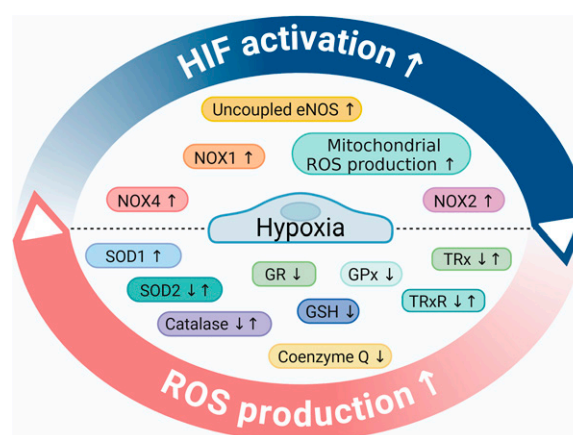 HIF activation ↑
Uncoupled eNOS ↑
NOX1 ↑
Mitochondrial
ROS production ↑
NOX4 ↑
NOX2 ↑
Hypoxia
SOD1 ↑
TRx ↓↑
GR ↓
GPx ↓
SOD2 ↓↑
TRxR ↓↑
GSH ↓
Catalase ↓↑
Coenzyme Q ↓
ROS production ↑